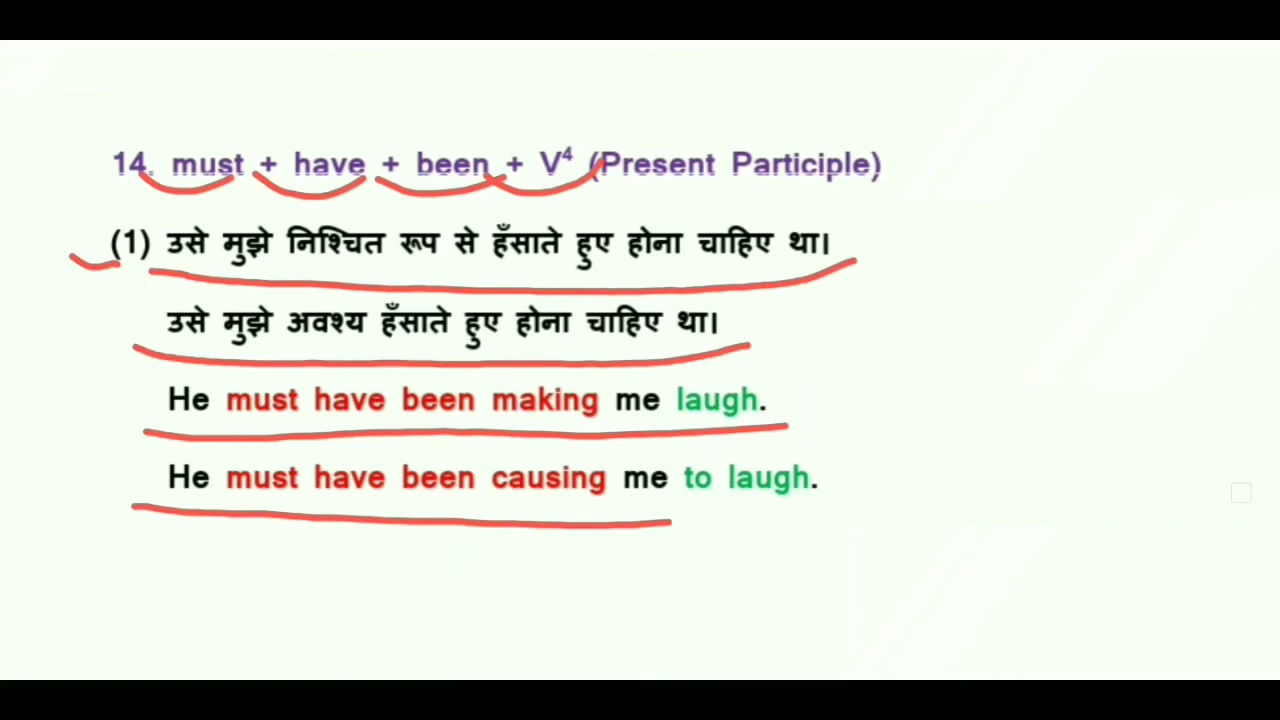 14. must + have + been + V⁴ (Present Participle)
(1) उसे मुझे निश्चित रूप से हँसाते हुए होना चाहिए था।
उसे मुझे अवश्य हँसाते हुए होना चाहिए था।
He must have been making me laugh.
He must have been causing me to laugh.